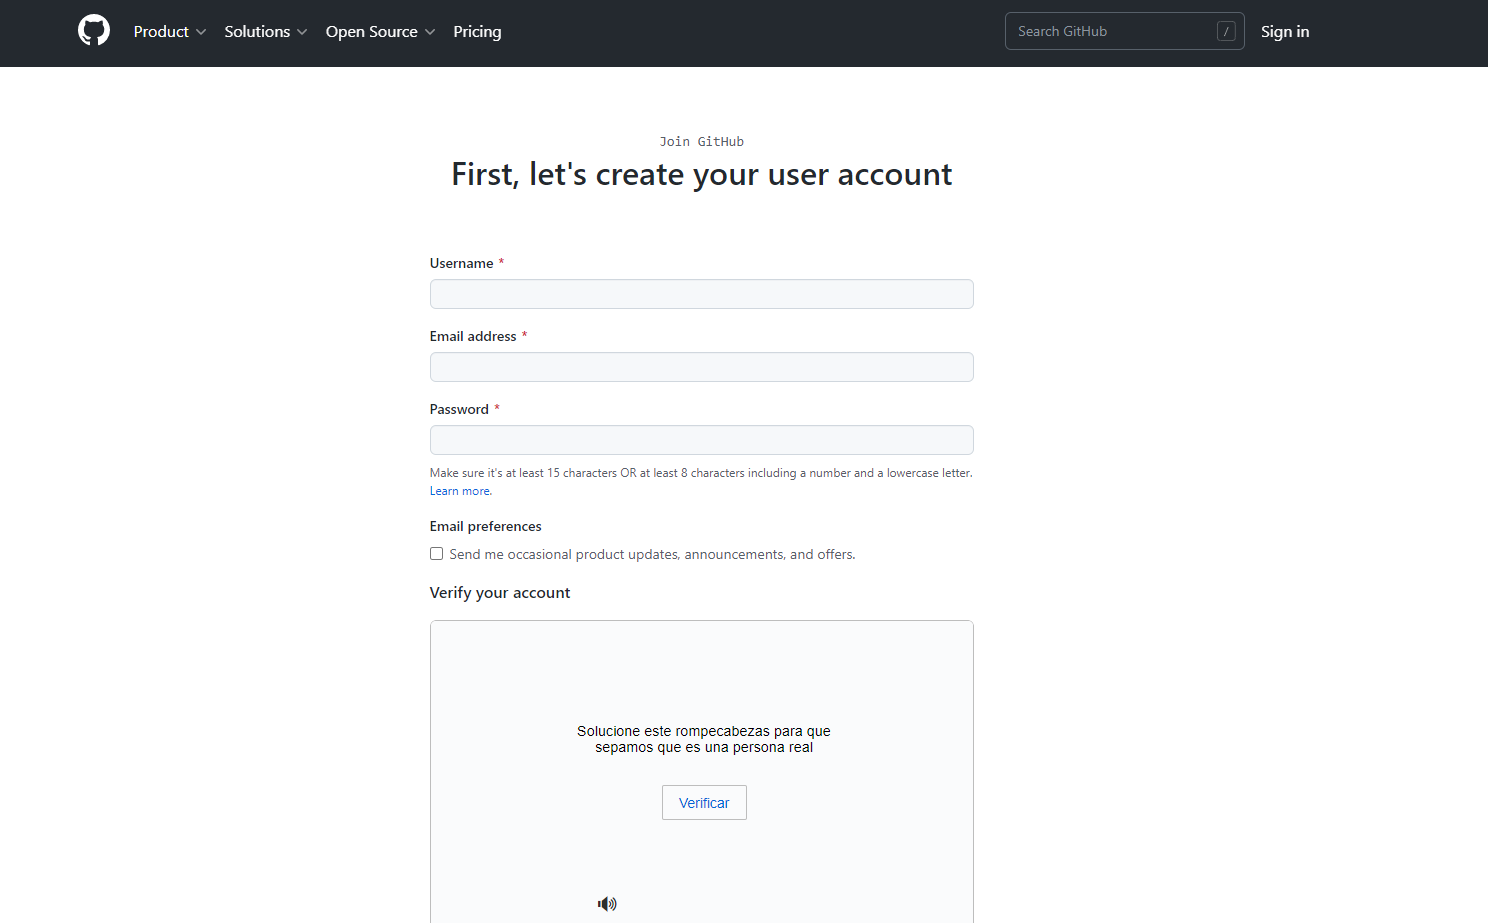 Product Solutions Open Source Pricing Search GitHub / Sign in
Join GitHub
First, let's create your user account
Username *
Email address *
Password *
Make sure it's at least 15 characters OR at least 8 characters including a number and a lowercase letter.
Learn more.
Email preferences
Send me occasional product updates, announcements, and offers.
Verify your account
Solucione este rompecabezas para que
sepamos que es una persona real
Verificar